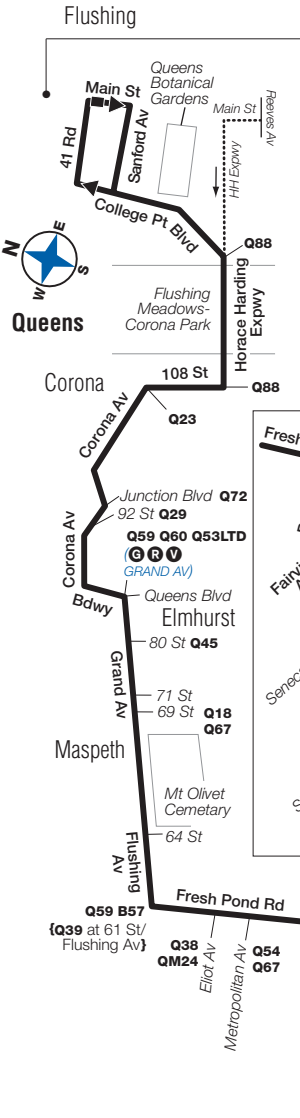 Flushing
Queens
Botanical
Gardens
Main St
Main St
Reeves Av
41 Rd
Sanford Av
HH Expwy
College Pt Blvd
N
E
S
W
Queens
Q88
Flushing
Meadows-
Corona Park
Horace Harding
Expwy
108 St
Corona
Q88
Q23
Corona Av
Fresh
Junction Blvd Q72
92 St Q29
Corona Av
Q59 Q60 Q53LTD
(G R V
GRAND AV)
Queens Blvd
Bdwy
Elmhurst
80 St Q45
Grand Av
71 St
69 St Q18
Q67
Maspeth
Mt Olivet
Cemetary
64 St
Flushing
Av
Fresh Pond Rd
Q59 B57
{Q39 at 61 St/
Flushing Av}
Q38
QM24
Eliot Av
Metropolitan Av
Q54
Q67